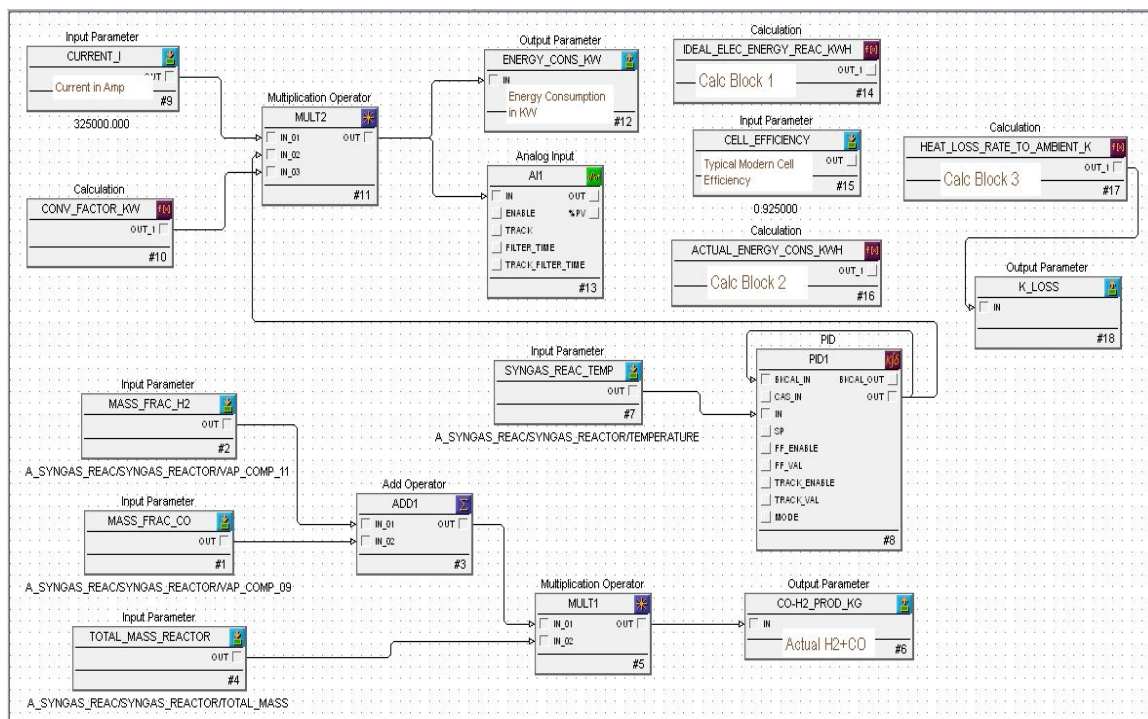 Input Parameter
CURRENT_I
OUT
Current in Amp
#9
325000.000
Calculation
CONV_FACTOR_KW
OUT_1
#10
Multiplication Operator
MULT2
IN_01 OUT
IN_02
IN_03
#11
Output Parameter
ENERGY_CONS_KW
IN
Energy Consumption
in KW
#12
Analog Input
AI1
IN OUT
ENABLE %PV
TRACK
FILTER_TIME
TRACK_FILTER_TIME
#13
Calculation
IDEAL_ELEC_ENERGY_REAC_KWH
f(x)
OUT_1
Calc Block 1
#14
Input Parameter
CELL_EFFICIENCY
OUT
Typical Modern Cell
Efficiency
#15
0.925000
Calculation
ACTUAL_ENERGY_CONS_KWH
f(x)
OUT_1
Calc Block 2
#16
Calculation
HEAT_LOSS_RATE_TO_AMBIENT_K
f(x)
OUT_1
Calc Block 3
#17
Output Parameter
K_LOSS
IN
#18
Input Parameter
SYNGAS_REAC_TEMP
OUT
#7
A_SYNGAS_REAC/SYNGAS_REACTOR/TEMPERATURE
PID
PID1
BKCAL_IN BKCAL_OUT
CAS_IN OUT
IN
SP
FF_ENABLE
FF_VAL
TRACK_ENABLE
TRACK_VAL
MODE
#8
Input Parameter
MASS_FRAC_H2
OUT
#2
A_SYNGAS_REAC/SYNGAS_REACTOR/VAP_COMP_11
Input Parameter
MASS_FRAC_CO
OUT
#1
A_SYNGAS_REAC/SYNGAS_REACTOR/VAP_COMP_09
Add Operator
ADD1
Σ
IN_01 OUT
IN_02
#3
Input Parameter
TOTAL_MASS_REACTOR
OUT
#4
A_SYNGAS_REAC/SYNGAS_REACTOR/TOTAL_MASS
Multiplication Operator
MULT1
IN_01 OUT
IN_02
#5
Output Parameter
CO-H2_PROD_KG
IN
Actual H2+CO
#6